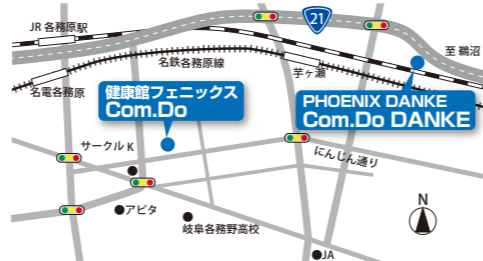 21
JR各務原駅
至 鵜沼
名鉄各務原線
芋ヶ瀬
名電各務原
健康館フェニックス
Com.Do
PHOENIX DANKE
Com.Do DANKE
サークルK
にんじん通り
アピタ
岐阜各務野高校
N
JA